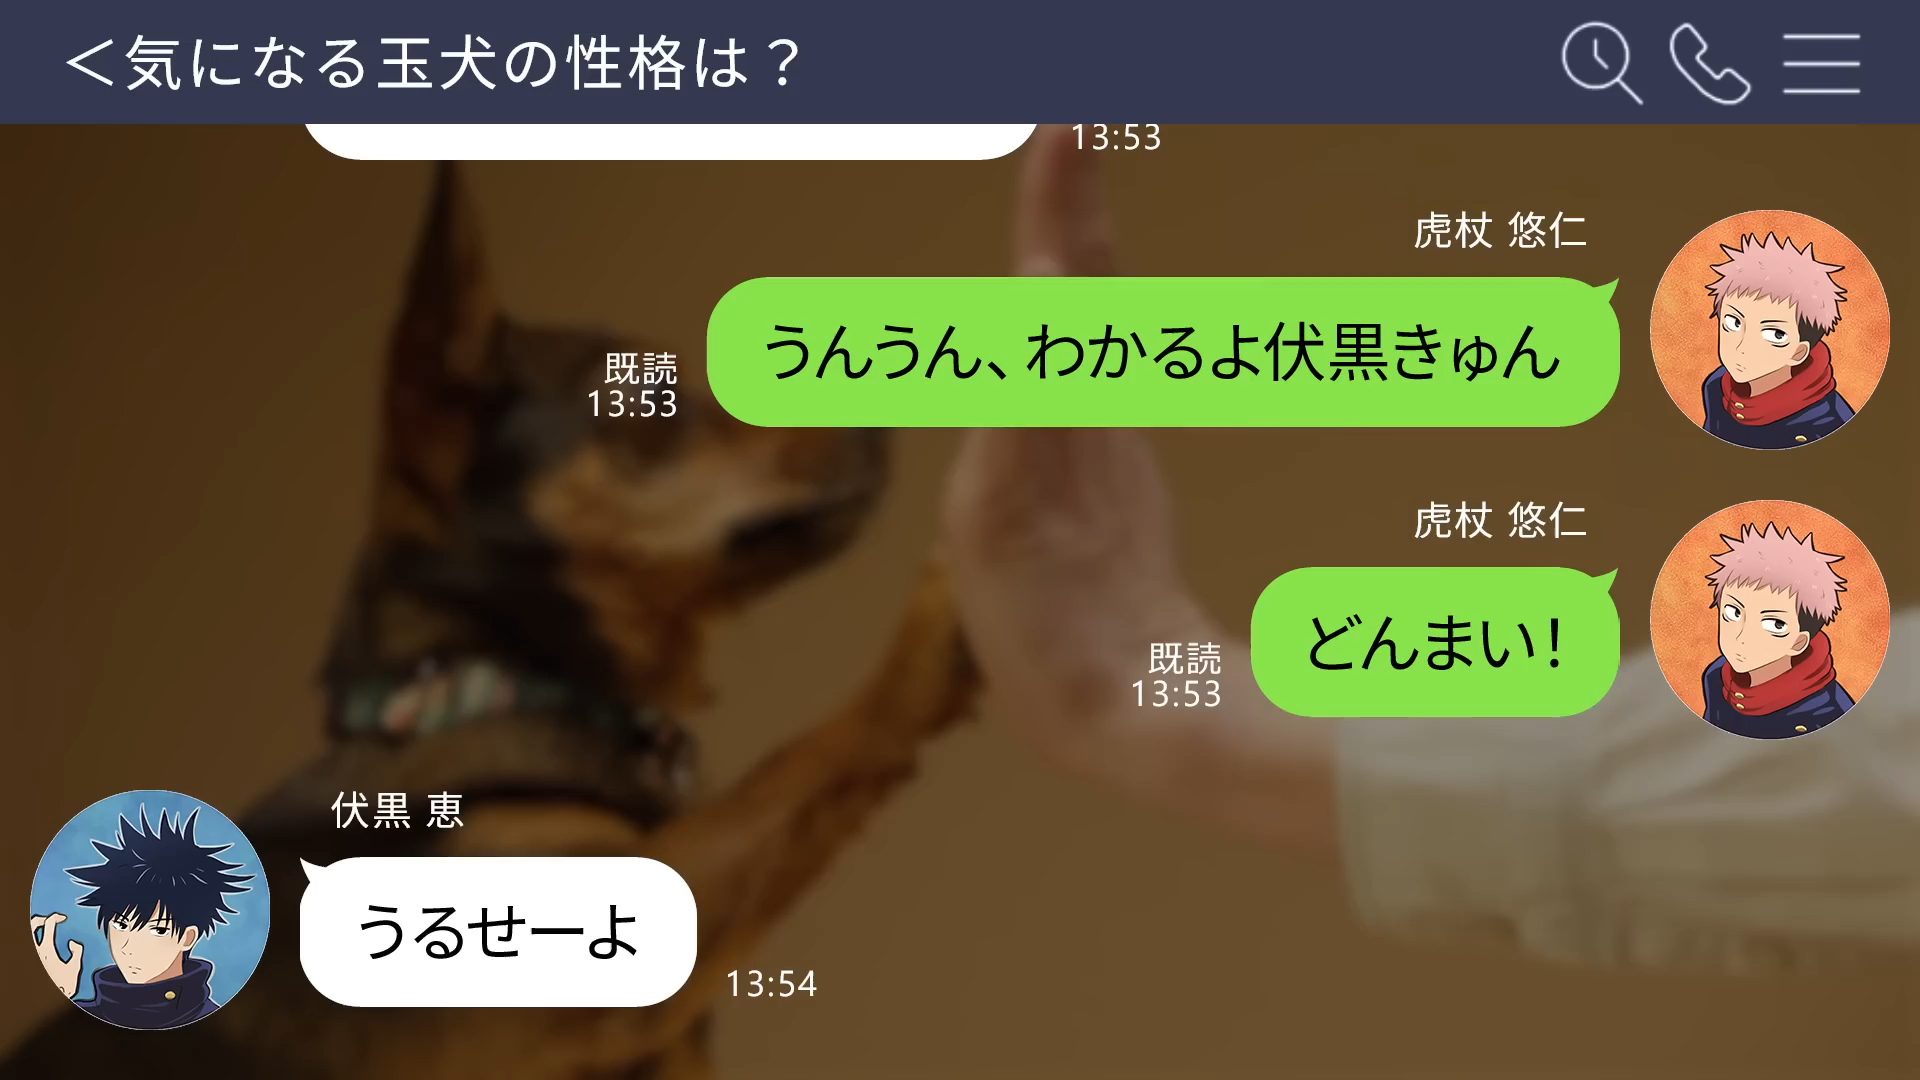 ＜気になる玉犬の性格は？
13:53
虎杖 悠仁
うんうん、わかるよ伏黒きゅん
既読
13:53
虎杖 悠仁
どんまい！
既読
13:53
伏黒 恵
うるせーよ
13:54